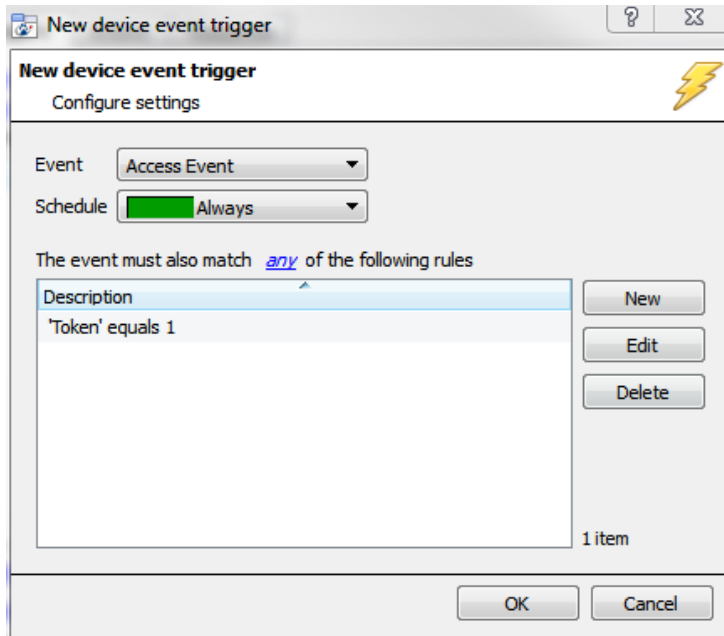 New device event trigger
New device event trigger
Configure settings
Event Access Event
Schedule Always
The event must also match any of the following rules
Description
'Token' equals 1
New
Edit
Delete
1 item
OK Cancel